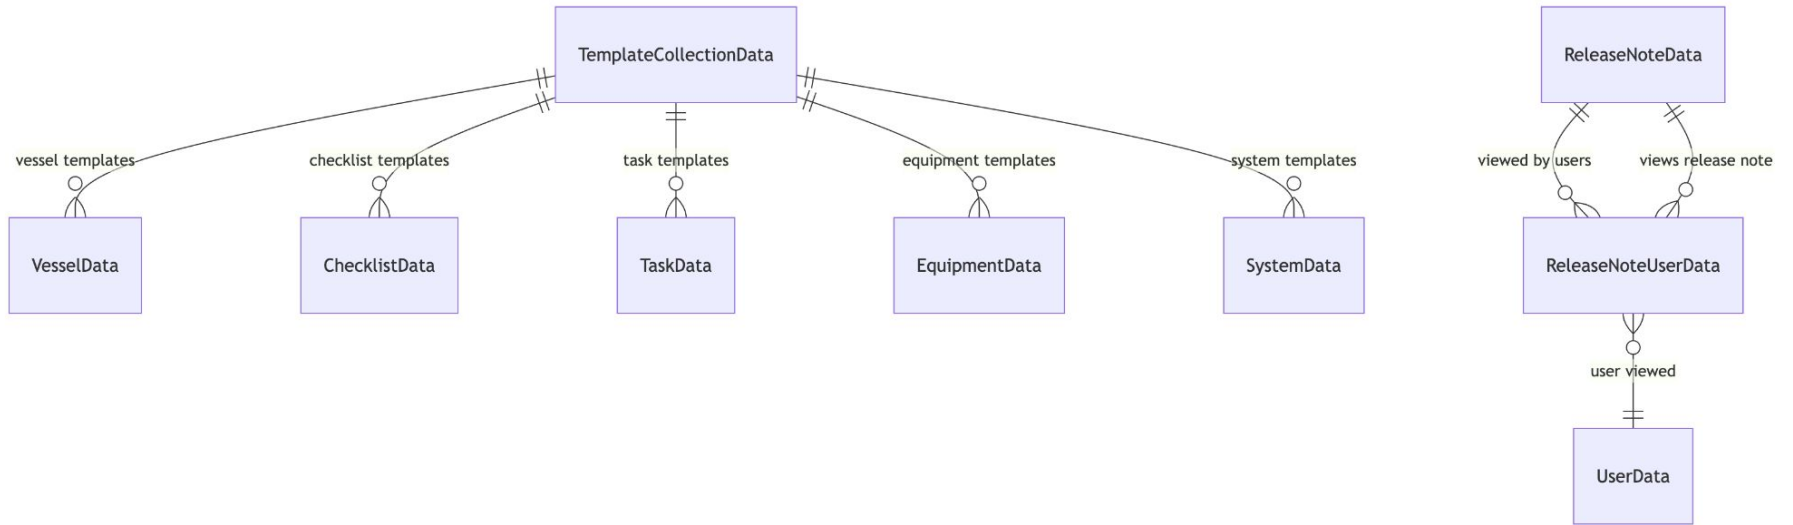 TemplateCollectionData
ReleaseNoteData
vessel templates
checklist templates
task templates
equipment templates
system templates
viewed by users
views release note
VesselData
ChecklistData
TaskData
EquipmentData
SystemData
ReleaseNoteUserData
user viewed
UserData